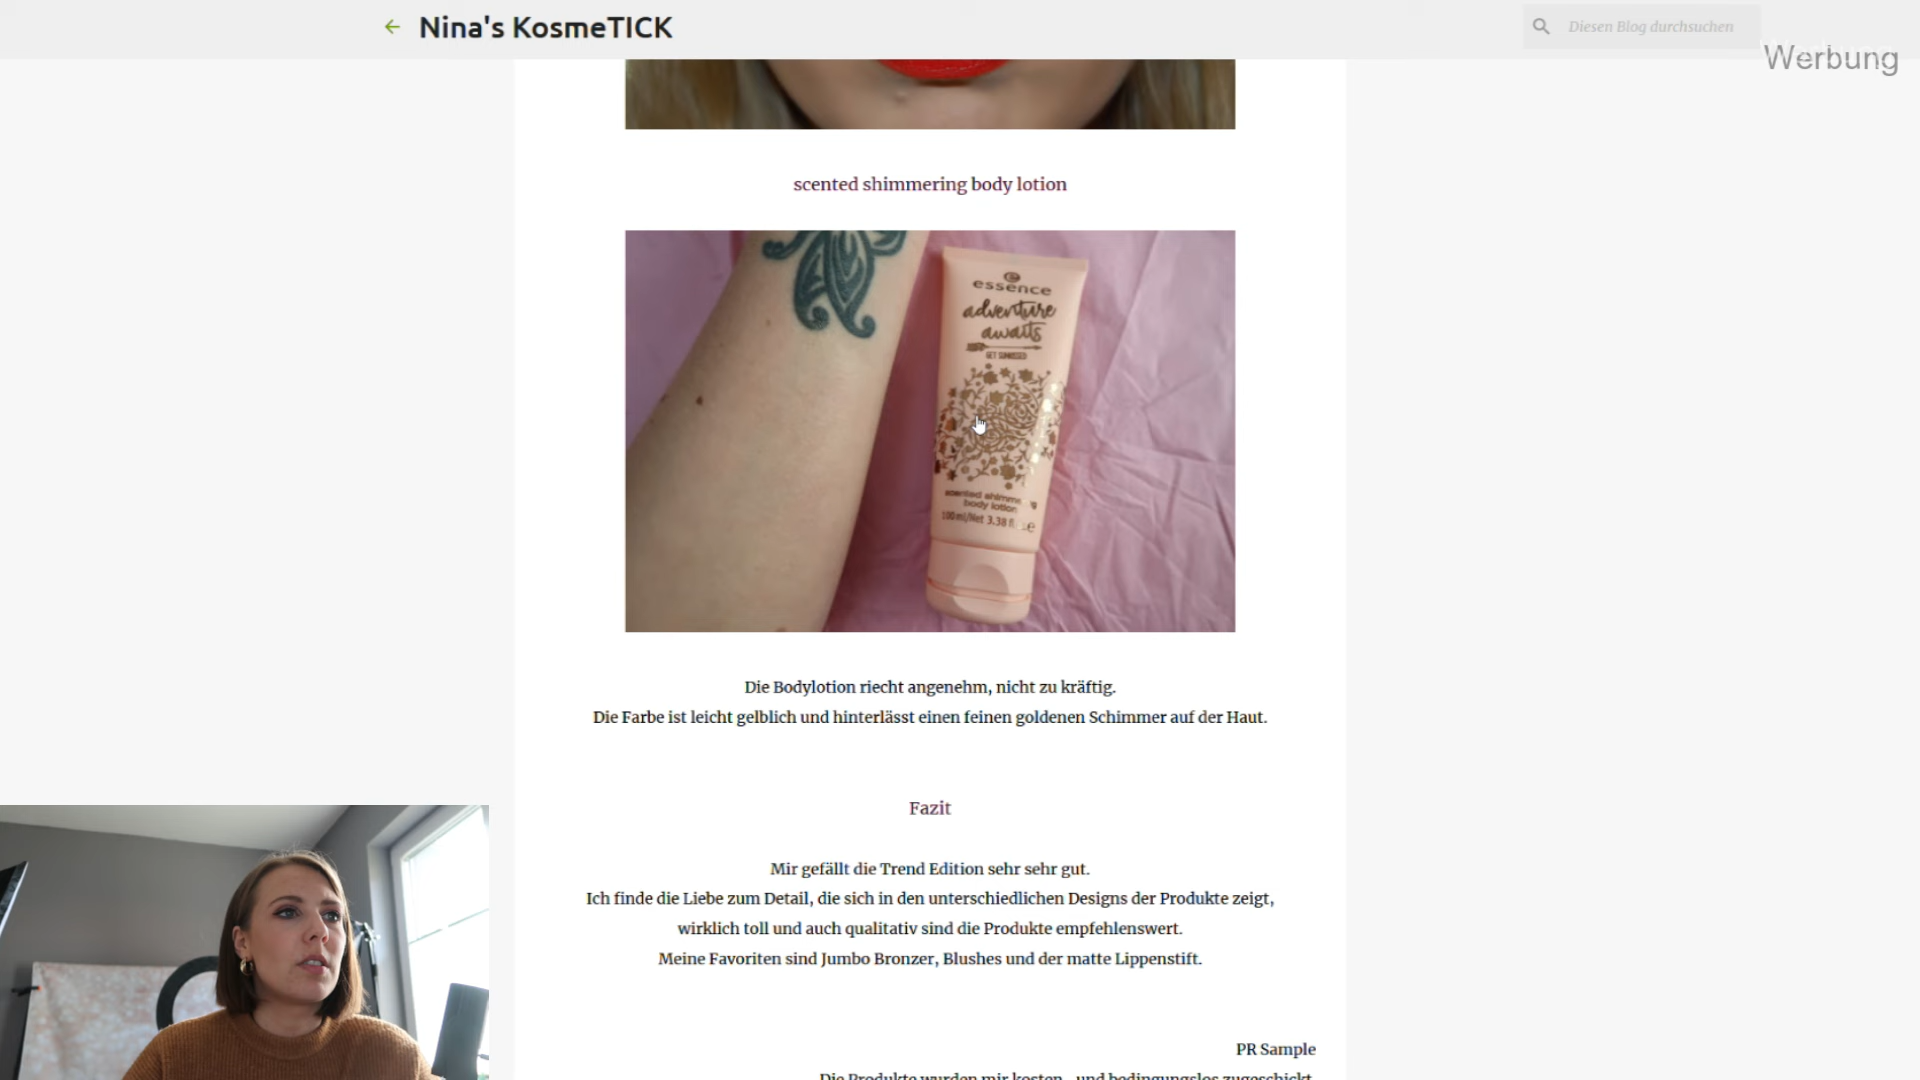 Nina's KosmeTICK
Diesen Blog durchsuchen
Werbung
scented shimmering body lotion
essence
adventure
awaits
GET SUNKISSED
scented shimmering
body lotion
100 ml/Net 3.38 fl
Die Bodylotion riecht angenehm, nicht zu kräftig.
Die Farbe ist leicht gelblich und hinterlässt einen feinen goldenen Schimmer auf der Haut.
Fazit
Mir gefällt die Trend Edition sehr sehr gut.
Ich finde die Liebe zum Detail, die sich in den unterschiedlichen Designs der Produkte zeigt,
wirklich toll und auch qualitativ sind die Produkte empfehlenswert.
Meine Favoriten sind Jumbo Bronzer, Blushes und der matte Lippenstift.
PR Sample
Die Produkte wurden mir kosten- und bedingungslos zugeschickt.